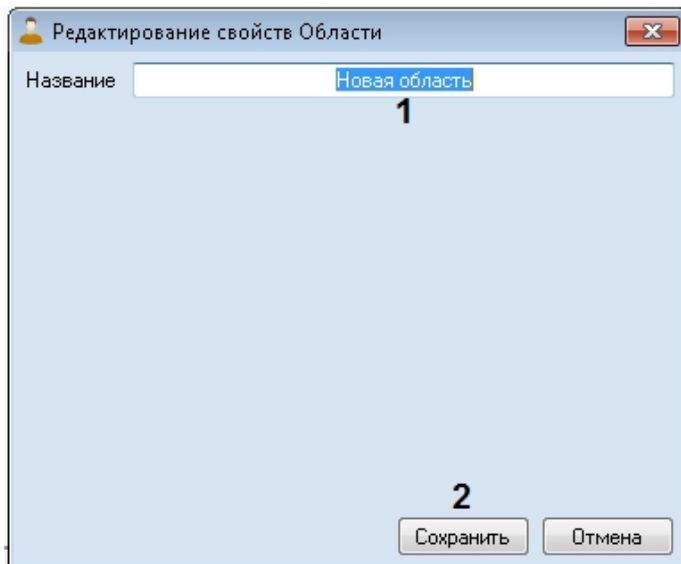 Редактирование свойств Области
Название Новая область
1
2
Сохранить Отмена